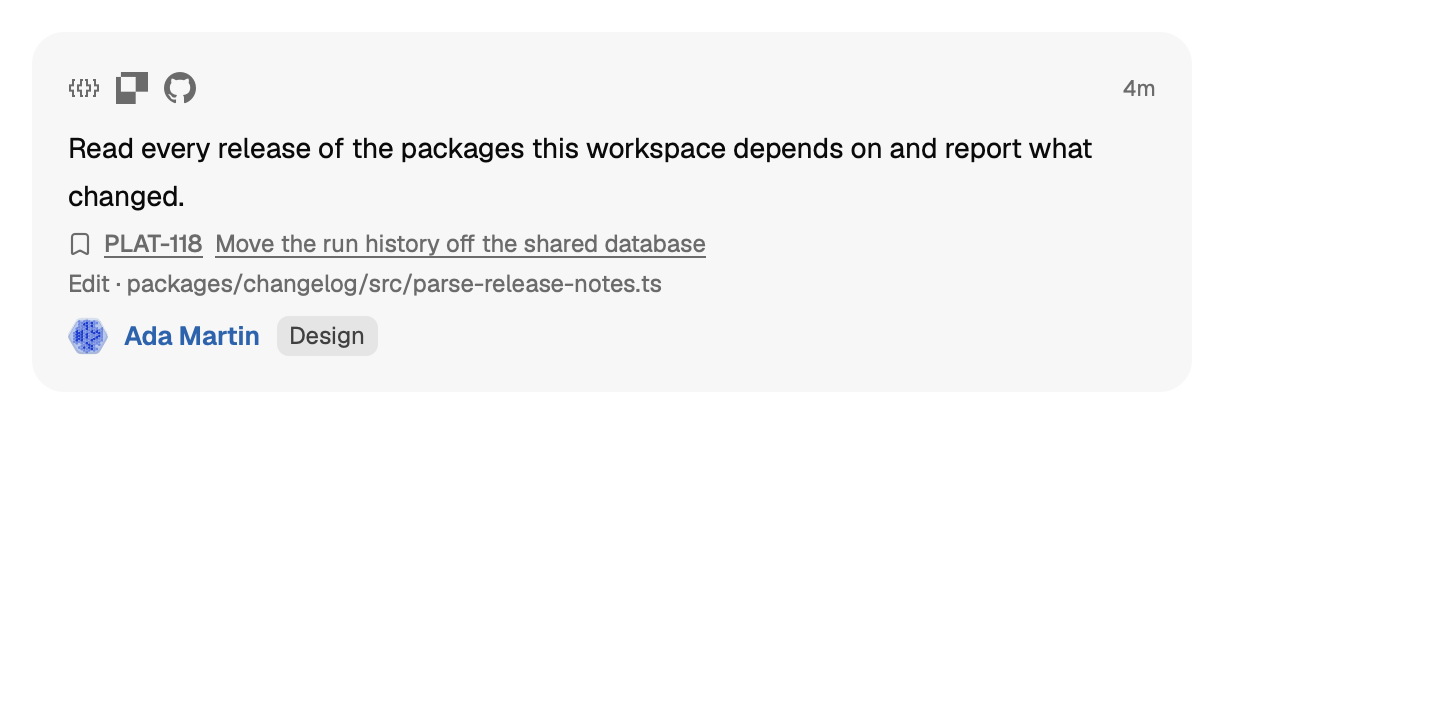 4m
Read every release of the packages this workspace depends on and report what
changed.
PLAT-118 Move the run history off the shared database
Edit · packages/changelog/src/parse-release-notes.ts
Ada Martin Design